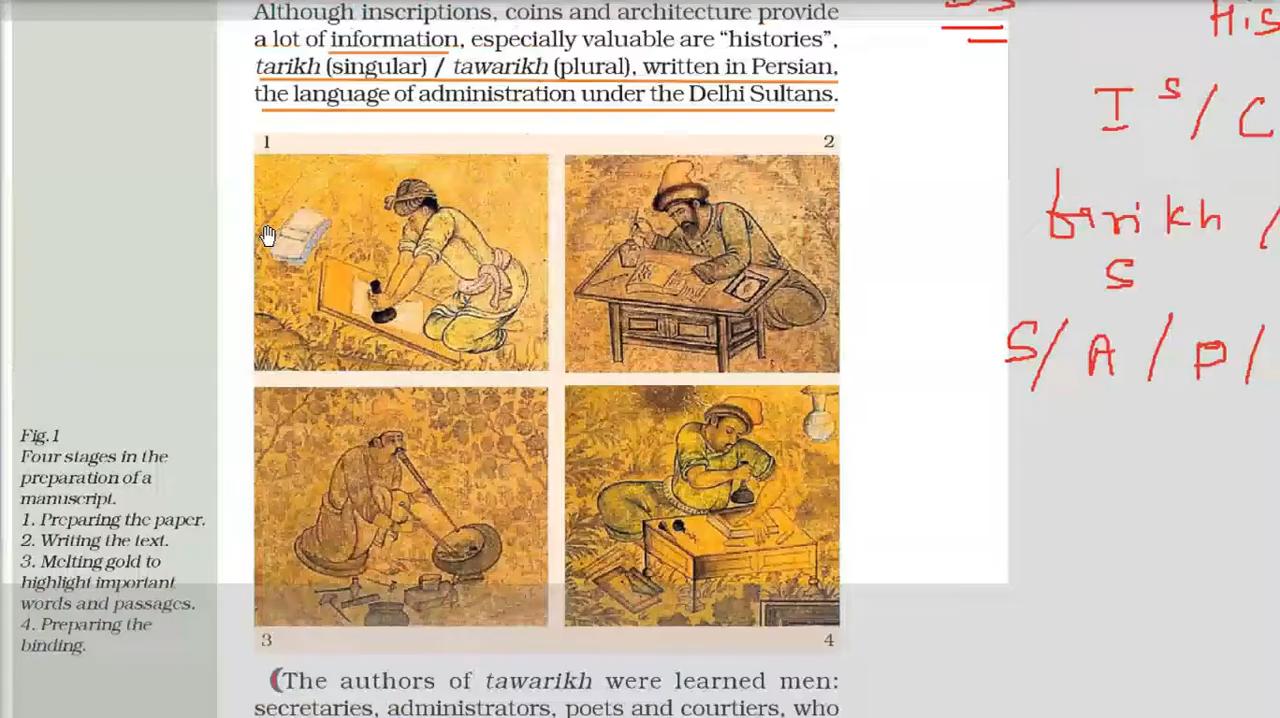 Although inscriptions, coins and architecture provide
a lot of information, especially valuable are “histories”,
tarikh (singular) / tawarikh (plural), written in Persian,
the language of administration under the Delhi Sultans.
1
2
Fig.1
Four stages in the
preparation of a
manuscript.
1. Preparing the paper.
2. Writing the text.
3. Melting gold to
highlight important
words and passages.
4. Preparing the
binding.
3
4
(The authors of tawarikh were learned men:
secretaries, administrators, poets and courtiers, who
His
I s / C
tarikh /
S
S / A / P /